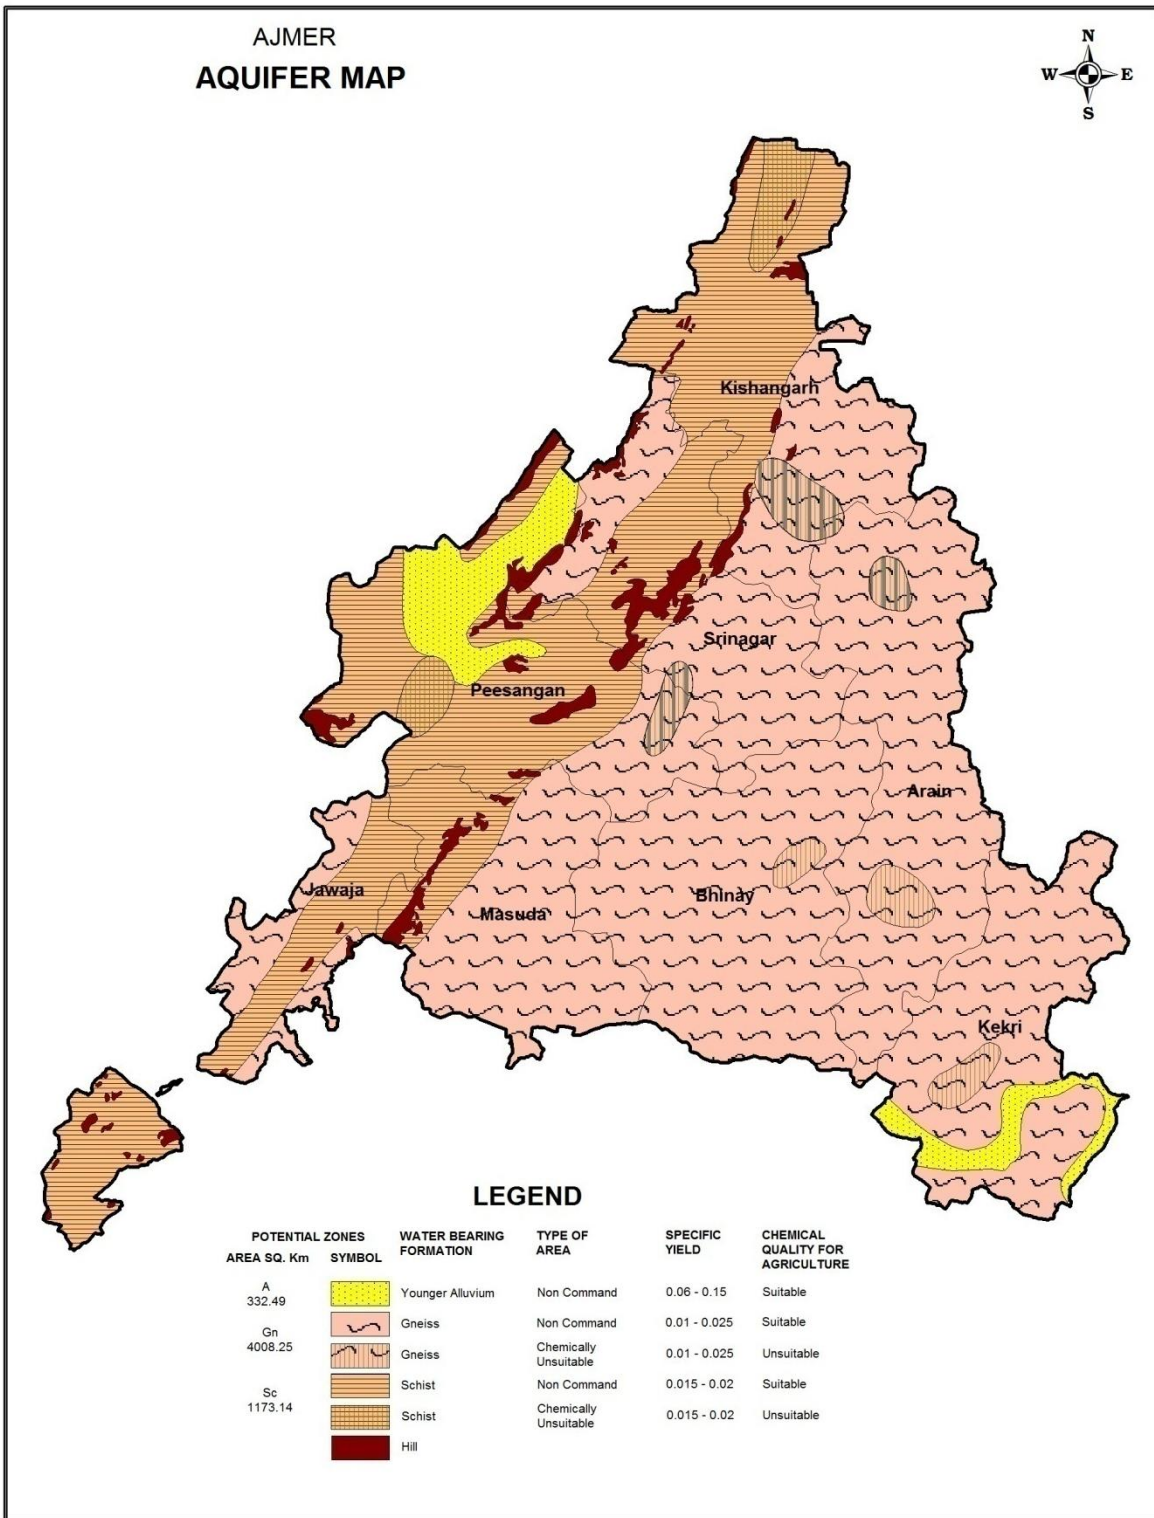 AJMER
AQUIFER MAP
N
W E
S
Kishangarh
Srinagar
Peesangan
Arain
Jawaja
Bhinay
Masuda
Kekri
LEGEND
POTENTIAL ZONES
AREA SQ. Km SYMBOL
WATER BEARING
FORMATION
TYPE OF
AREA
SPECIFIC
YIELD
CHEMICAL
QUALITY FOR
AGRICULTURE
A
332.49
Younger Alluvium Non Command 0.06 - 0.15 Suitable
Gn
4008.25
Gneiss Non Command 0.01 - 0.025 Suitable
Gneiss Chemically
Unsuitable 0.01 - 0.025 Unsuitable
Sc
1173.14
Schist Non Command 0.015 - 0.02 Suitable
Schist Chemically
Unsuitable 0.015 - 0.02 Unsuitable
Hill